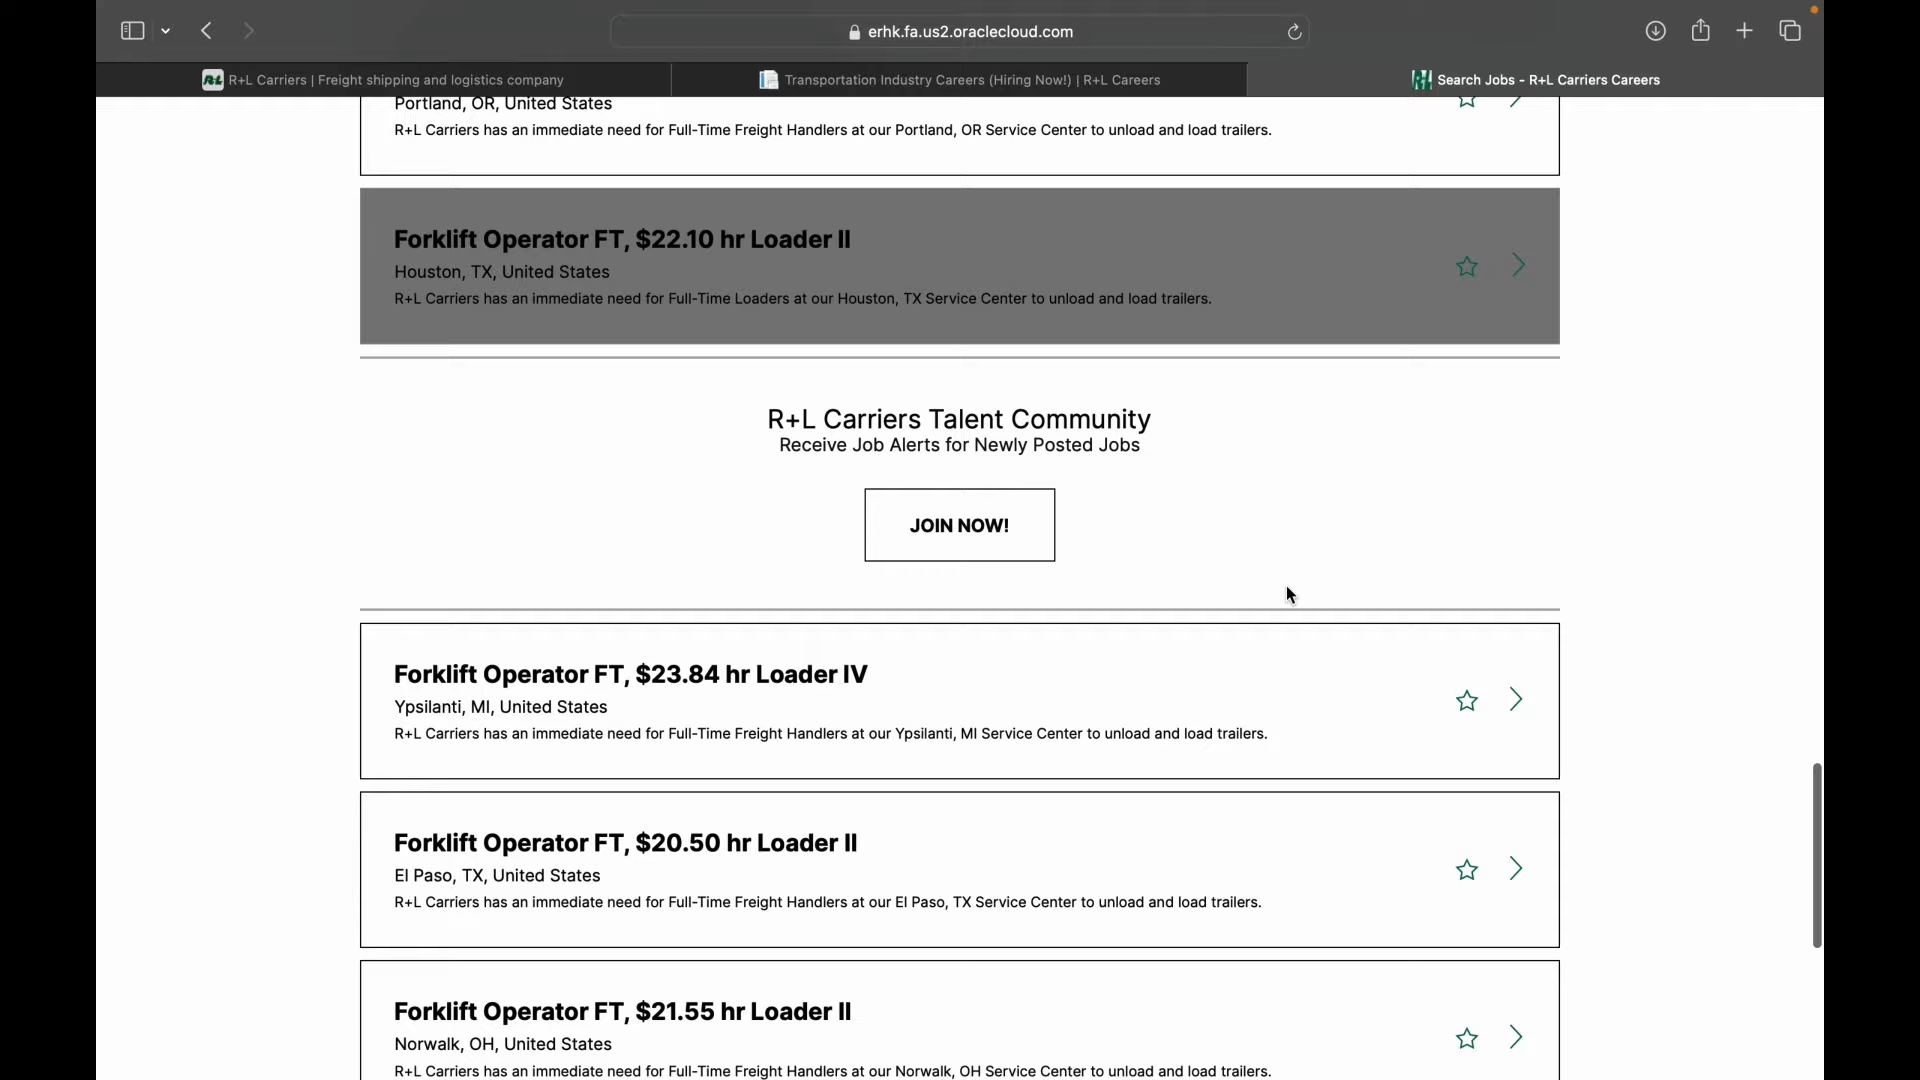 erhk.fa.us2.oraclecloud.com
R+L Carriers | Freight shipping and logistics company
Transportation Industry Careers (Hiring Now!) | R+L Careers
Search Jobs - R+L Carriers Careers
Portland, OR, United States
R+L Carriers has an immediate need for Full-Time Freight Handlers at our Portland, OR Service Center to unload and load trailers.
Forklift Operator FT, $22.10 hr Loader II
Houston, TX, United States
R+L Carriers has an immediate need for Full-Time Loaders at our Houston, TX Service Center to unload and load trailers.
R+L Carriers Talent Community
Receive Job Alerts for Newly Posted Jobs
JOIN NOW!
Forklift Operator FT, $23.84 hr Loader IV
Ypsilanti, MI, United States
R+L Carriers has an immediate need for Full-Time Freight Handlers at our Ypsilanti, MI Service Center to unload and load trailers.
Forklift Operator FT, $20.50 hr Loader II
El Paso, TX, United States
R+L Carriers has an immediate need for Full-Time Freight Handlers at our El Paso, TX Service Center to unload and load trailers.
Forklift Operator FT, $21.55 hr Loader II
Norwalk, OH, United States
R+L Carriers has an immediate need for Full-Time Freight Handlers at our Norwalk, OH Service Center to unload and load trailers.